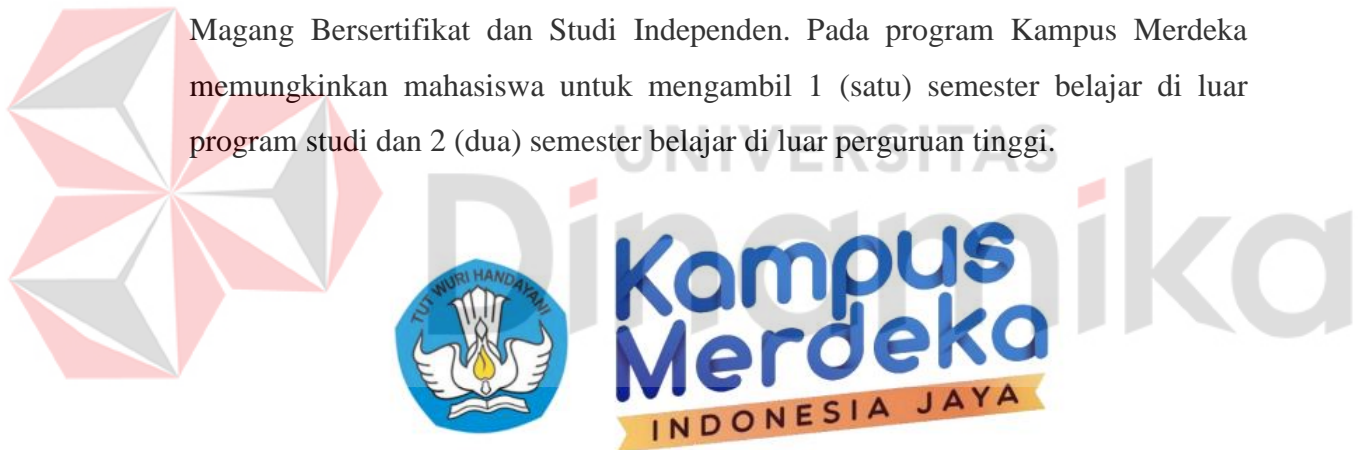 Magang Bersertifikat dan Studi Independen. Pada program Kampus Merdeka
memungkinkan mahasiswa untuk mengambil 1 (satu) semester belajar di luar
program studi dan 2 (dua) semester belajar di luar perguruan tinggi.
UNIVERSITAS
Dinamika
TUT WURI HANDAYANI
Kampus
Merdeka
INDONESIA JAYA